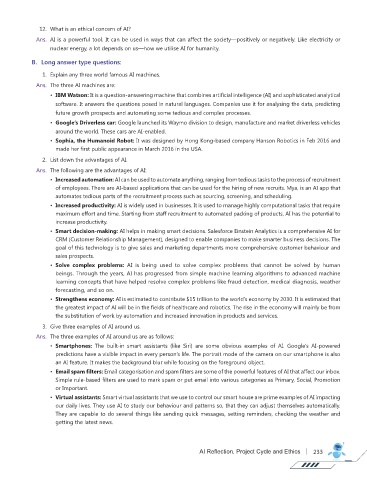 12. What is an ethical concern of AI?
Ans. AI is a powerful tool. It can be used in ways that can affect the society—positively or negatively. Like electricity or
nuclear energy, a lot depends on us—how we utilise AI for humanity.
B. Long answer type questions:
1. Explain any three world famous AI machines.
Ans. The three AI machines are:
• IBM Watson: It is a question-answering machine that combines artificial intelligence (AI) and sophisticated analytical
software. It answers the questions posed in natural languages. Companies use it for analysing the data, predicting
future growth prospects and automating some tedious and complex processes.
• Google's Driverless car: Google launched its Waymo division to design, manufacture and market driverless vehicles
around the world. These cars are AI-enabled.
• Sophia, the Humanoid Robot: It was designed by Hong Kong-based company Hanson Robotics in Feb 2016 and
made her first public appearance in March 2016 in the USA.
2. List down the advantages of AI.
Ans. The following are the advantages of AI:
• Increased automation: AI can be used to automate anything, ranging from tedious tasks to the process of recruitment
of employees. There are AI-based applications that can be used for the hiring of new recruits. Mya, is an AI app that
automates tedious parts of the recruitment process such as sourcing, screening, and scheduling.
• Increased productivity: AI is widely used in businesses. It is used to manage highly computational tasks that require
maximum effort and time. Starting from staff recruitment to automated packing of products, AI has the potential to
increase productivity.
• Smart decision-making: AI helps in making smart decisions. Salesforce Einstein Analytics is a comprehensive AI for
CRM (Customer Relationship Management), designed to enable companies to make smarter business decisions. The
goal of this technology is to give sales and marketing departments more comprehensive customer behaviour and
sales prospects.
• Solve complex problems: AI is being used to solve complex problems that cannot be solved by human
beings. Through the years, AI has progressed from simple machine learning algorithms to advanced machine
learning concepts that have helped resolve complex problems like fraud detection, medical diagnosis, weather
forecasting, and so on.
• Strengthens economy: AI is estimated to contribute $15 trillion to the world's economy by 2030. It is estimated that
the greatest impact of AI will be in the fields of healthcare and robotics. The rise in the economy will mainly be from
the substitution of work by automation and increased innovation in products and services.
3. Give three examples of AI around us.
Ans. The three examples of AI around us are as follows:
• Smartphones: The built-in smart assistants (like Siri) are some obvious examples of AI. Google's AI-powered
predictions have a visible impact in every person's life. The portrait mode of the camera on our smartphone is also
an AI feature. It makes the background blur while focusing on the foreground object.
• Email spam filters: Email categorisation and spam filters are some of the powerful features of AI that affect our inbox.
Simple rule-based filters are used to mark spam or put email into various categories as Primary, Social, Promotion
or Important.
• Virtual assistants: Smart virtual assistants that we use to control our smart house are prime examples of AI impacting
our daily lives. They use AI to study our behaviour and patterns so, that they can adjust themselves automatically.
They are capable to do several things like sending quick messages, setting reminders, checking the weather and
getting the latest news.
AI Reflection, Project Cycle and Ethics | 233